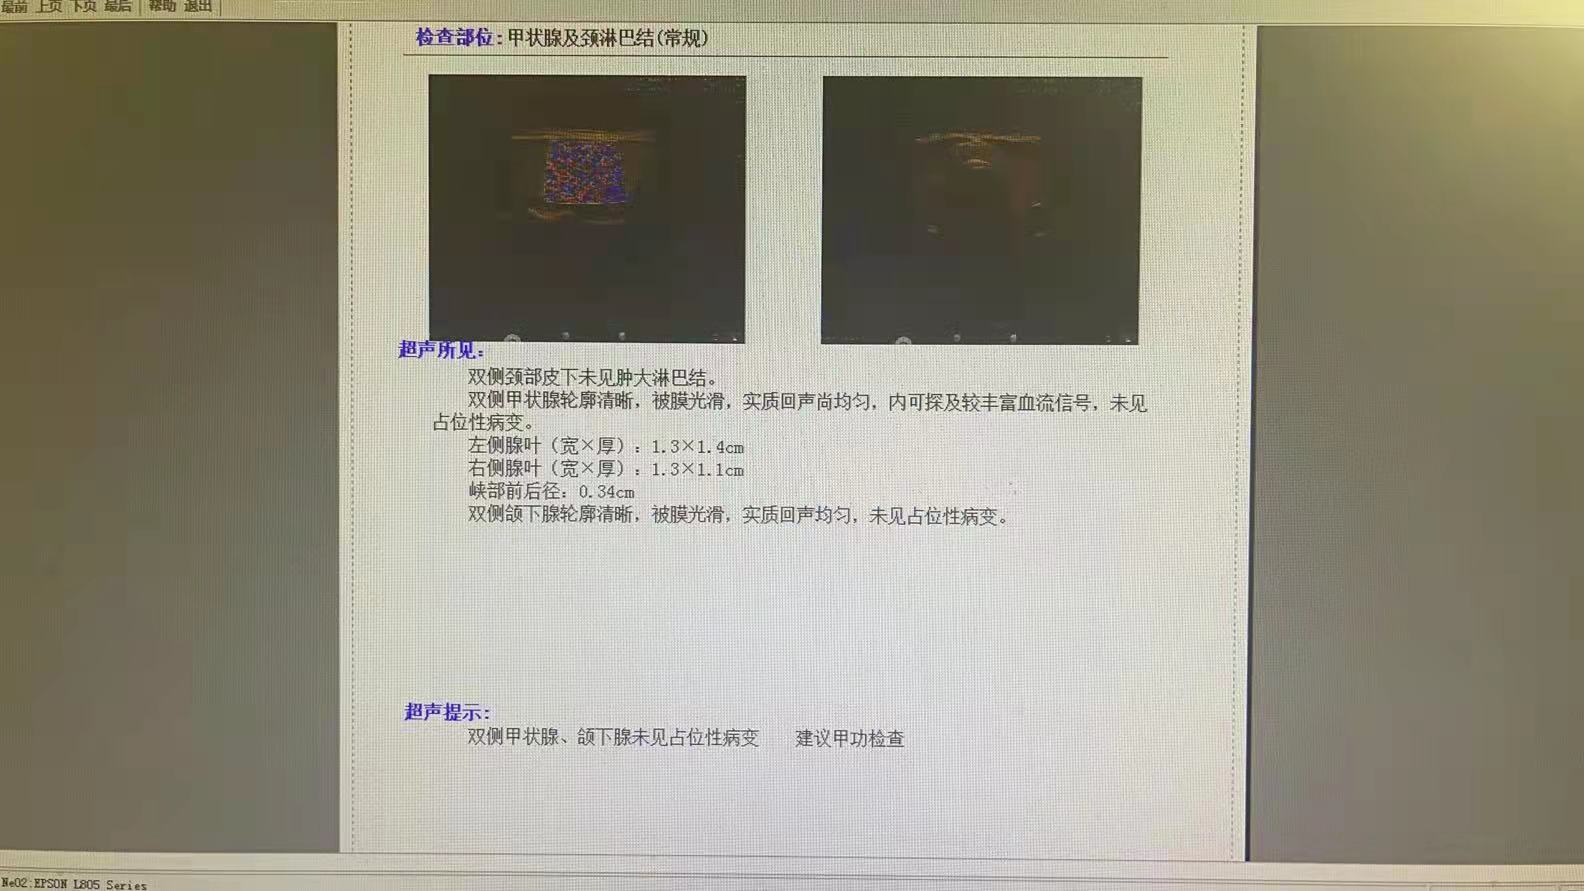 最前 上页 下页 最后 帮助 退出
检查部位:甲状腺及颈淋巴结(常规)
超声所见:
双侧颈部皮下未见肿大淋巴结。
双侧甲状腺轮廓清晰，被膜光滑，实质回声尚均匀，内可探及较丰富血流信号，未见
占位性病变。
左侧腺叶（宽×厚）：1.3×1.4cm
右侧腺叶（宽×厚）：1.3×1.1cm
峡部前后径：0.34cm
双侧颌下腺轮廓清晰，被膜光滑，实质回声均匀，未见占位性病变。
超声提示:
双侧甲状腺、颌下腺未见占位性病变 建议甲功检查
Ne02:EPSON L805 Series